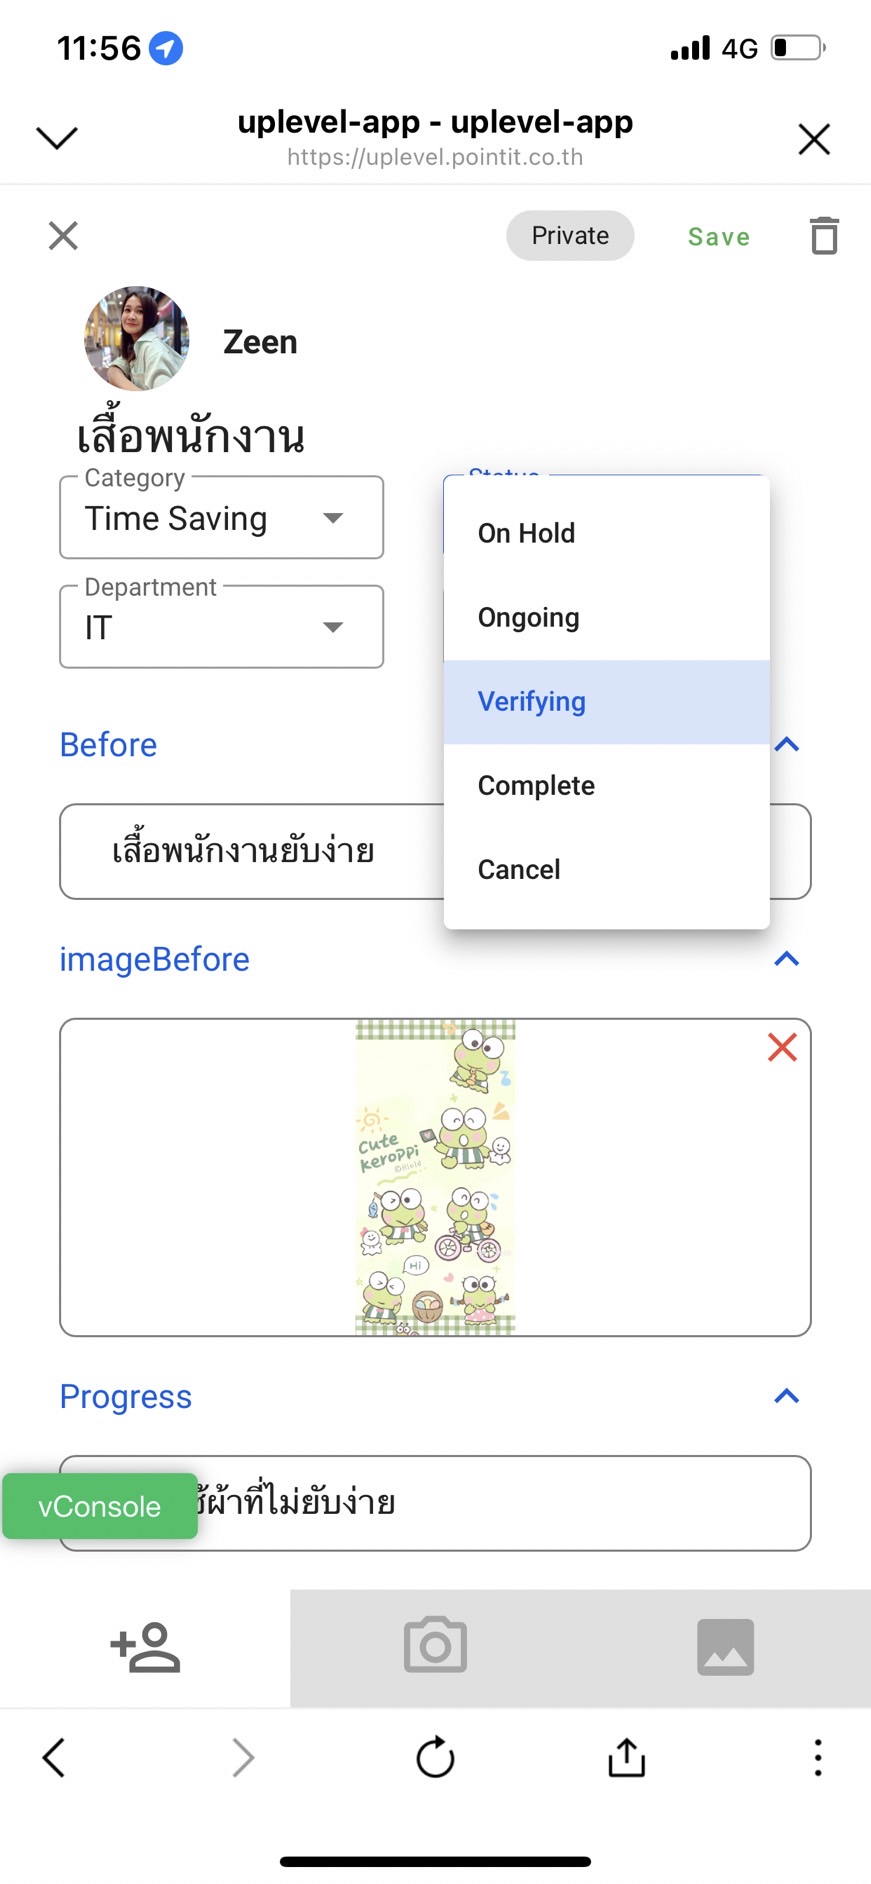 11:56
4G
uplevel-app - uplevel-app
https://uplevel.pointit.co.th
Private
Save
Zeen
เสื้อพนักงาน
Category
Time Saving
Status
On Hold
Ongoing
Verifying
Complete
Cancel
Department
IT
Before
เสื้อพนักงานยับง่าย
imageBefore
Cute
keroppi
Hi
Progress
ผ้าที่ไม่ยับง่าย
vConsole